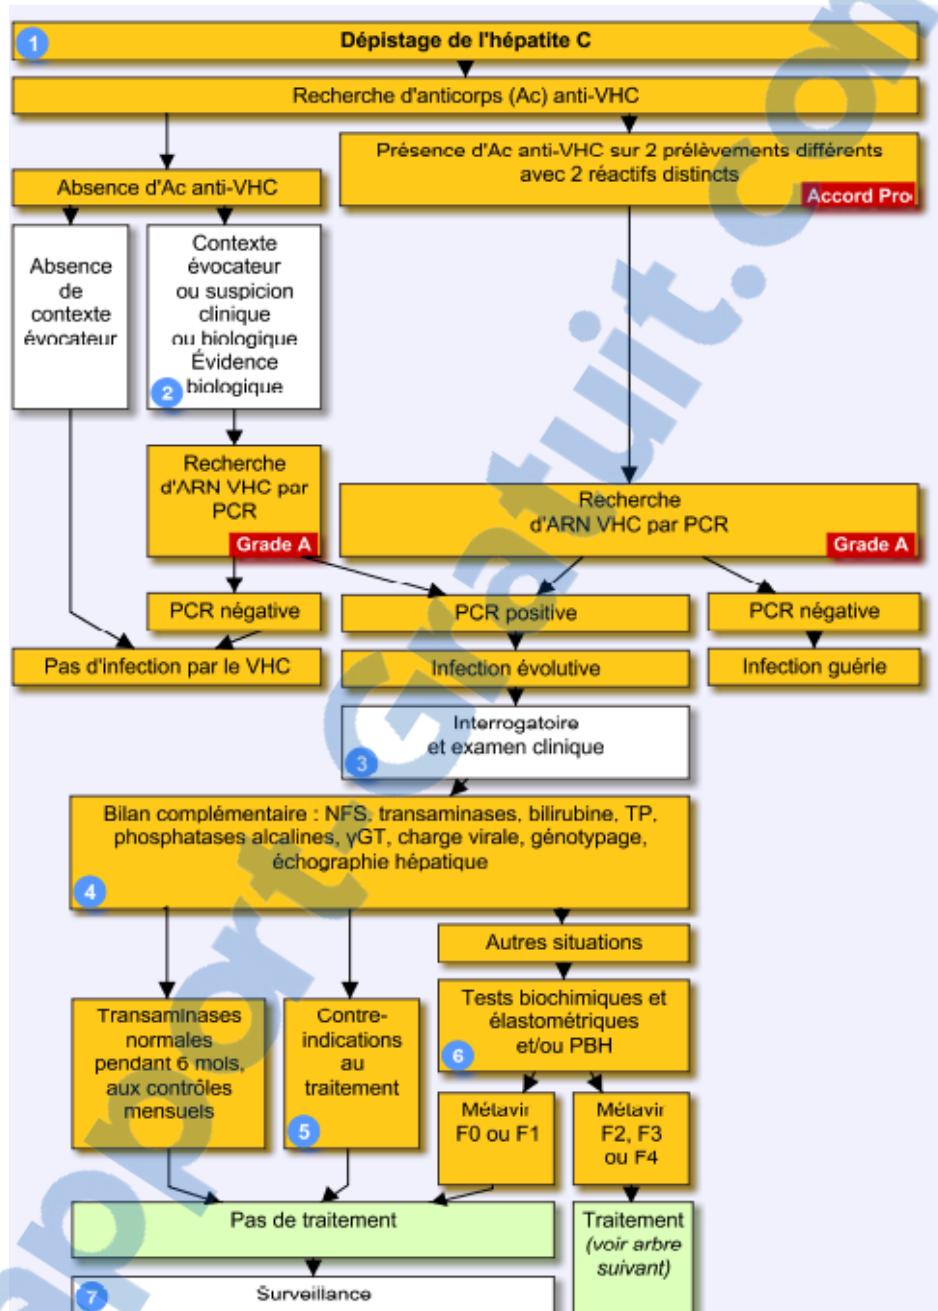 1
Dépistage de l'hépatite C
Recherche d'anticorps (Ac) anti-VHC
Présence d'Ac anti-VHC sur 2 prélèvements différents
avec 2 réactifs distincts
Accord Pro
Absence d'Ac anti-VHC
Absence
de
contexte
évocateur
Contexte
évocateur
ou suspicion
clinique
ou biologique
Évidence
biologique
2
Recherche
d'ARN VHC par
PCR
Grade A
Recherche
d'ARN VHC par PCR
Grade A
PCR négative
PCR positive
PCR négative
Pas d'infection par le VHC
Infection évolutive
Infection guérie
Interrogatoire
et examen clinique
3
Bilan complémentaire : NFS, transaminases, bilirubine, TP,
phosphatases alcalines, γGT, charge virale, génotypage,
échographie hépatique
4
Autres situations
Transaminases
normales
pendant 6 mois,
aux contrôles
mensuels
Contre-
indications
au
traitement
5
Tests biochimiques et
élastométriques
et/ou PBH
6
Métavir
F0 ou F1
Métavir
F2, F3
ou F4
Pas de traitement
Traitement
(voir arbre
suivant)
7
Surveillance
rapport-Gratuit.com